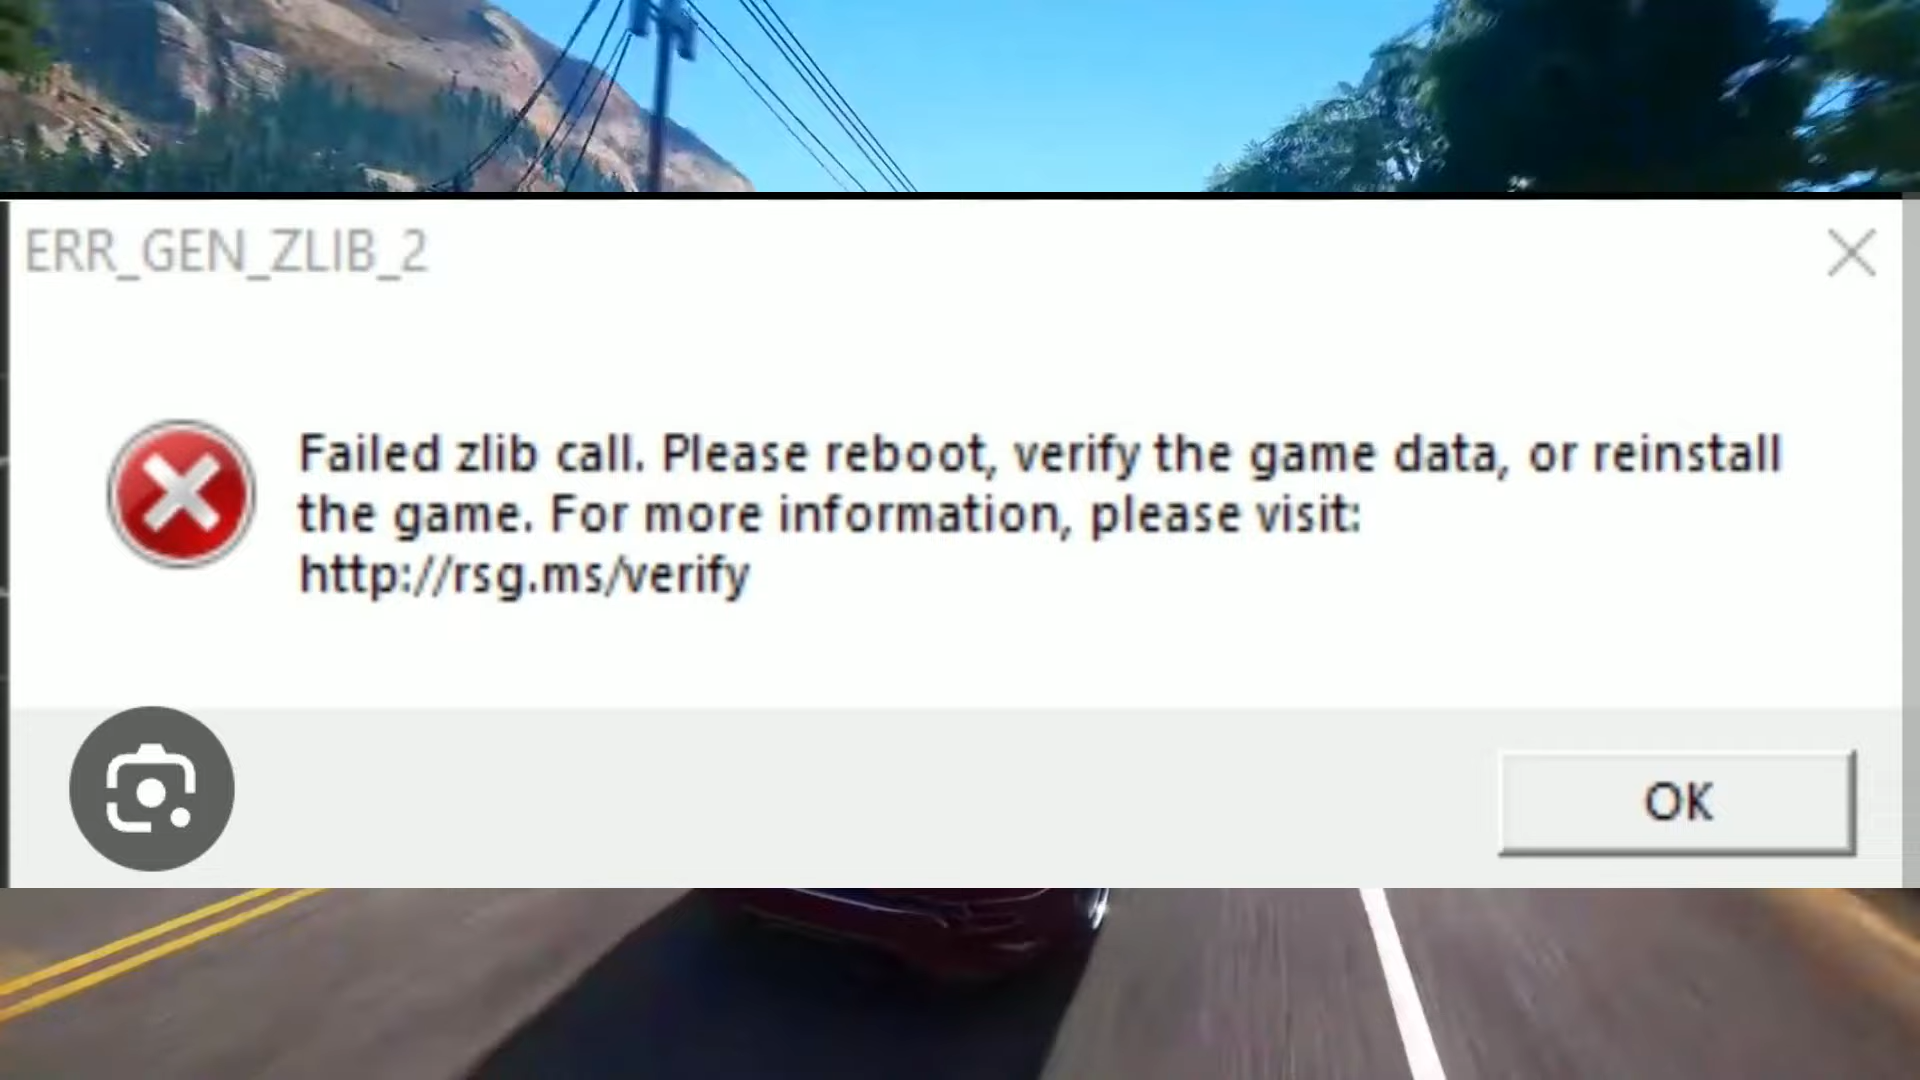 ERR_GEN_ZLIB_2
Failed zlib call. Please reboot, verify the game data, or reinstall
the game. For more information, please visit:
http://rsg.ms/verify
OK